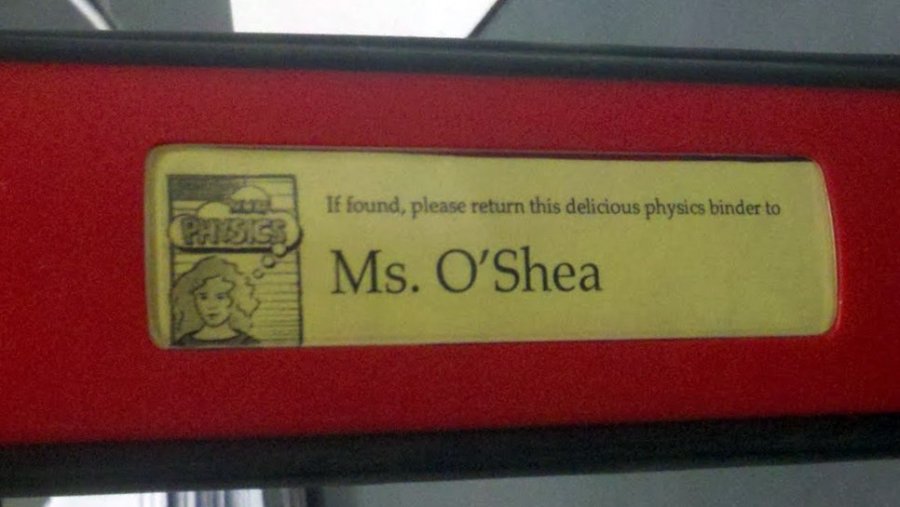 PHYSICS
If found, please return this delicious physics binder to
Ms. O'Shea